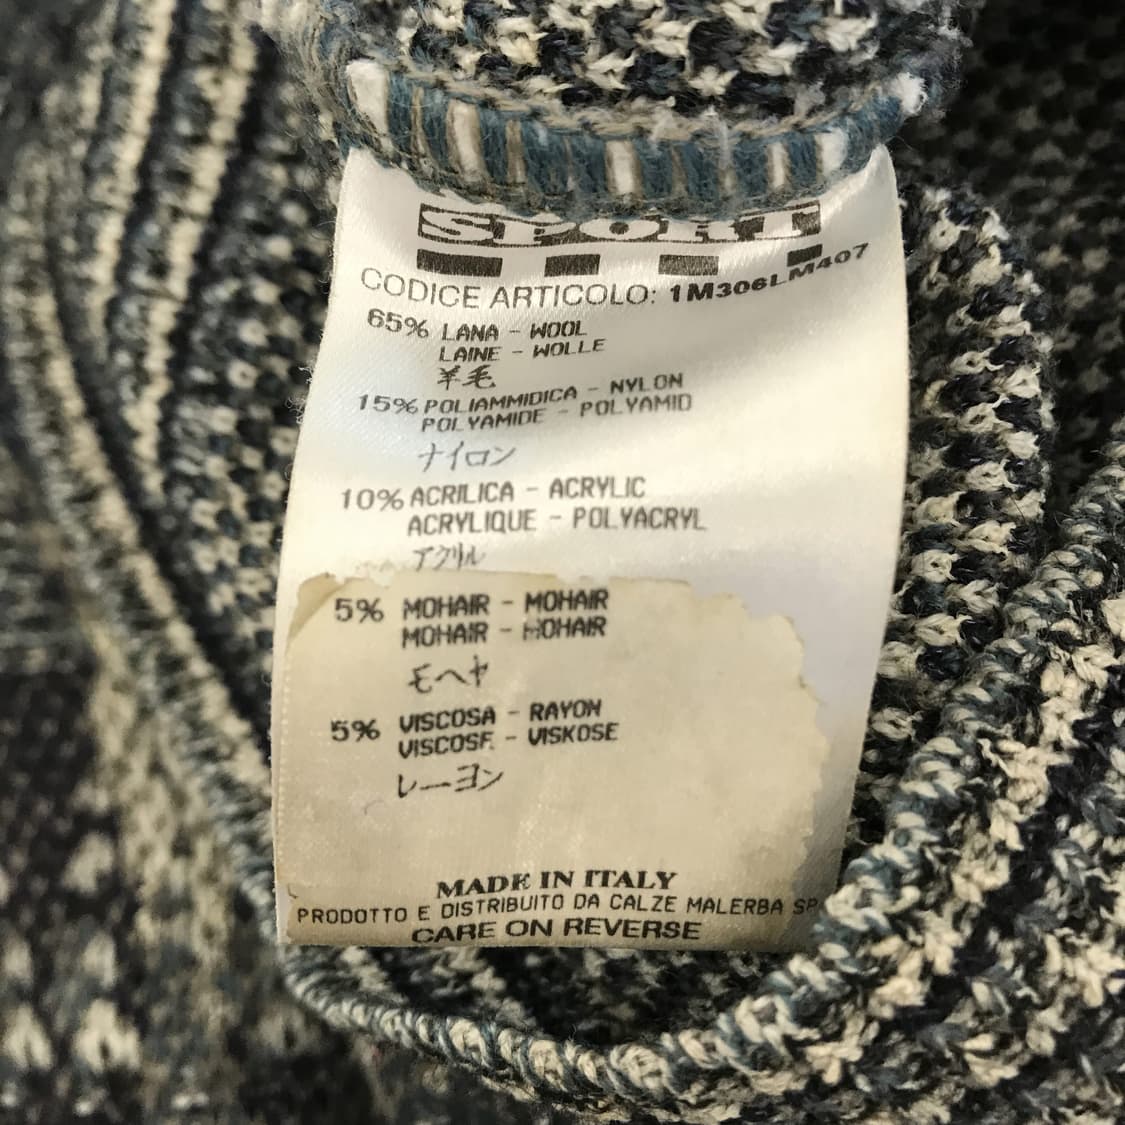 SPORT
CODICE ARTICOLO: 1M306LM407
65% LANA - WOOL
LAINE - WOLLE
羊毛
15% POLIAMMIDICA - NYLON
POLYAMIDE - POLYAMID
ナイロン
10% ACRILICA - ACRYLIC
ACRYLIQUE - POLYACRYL
アクリル
5% MOHAIR - MOHAIR
MOHAIR - MOHAIR
モヘヤ
5% VISCOSA - RAYON
VISCOSE - VISKOSE
レーヨン
MADE IN ITALY
PRODOTTO E DISTRIBUITO DA CALZE MALERBA SP
CARE ON REVERSE